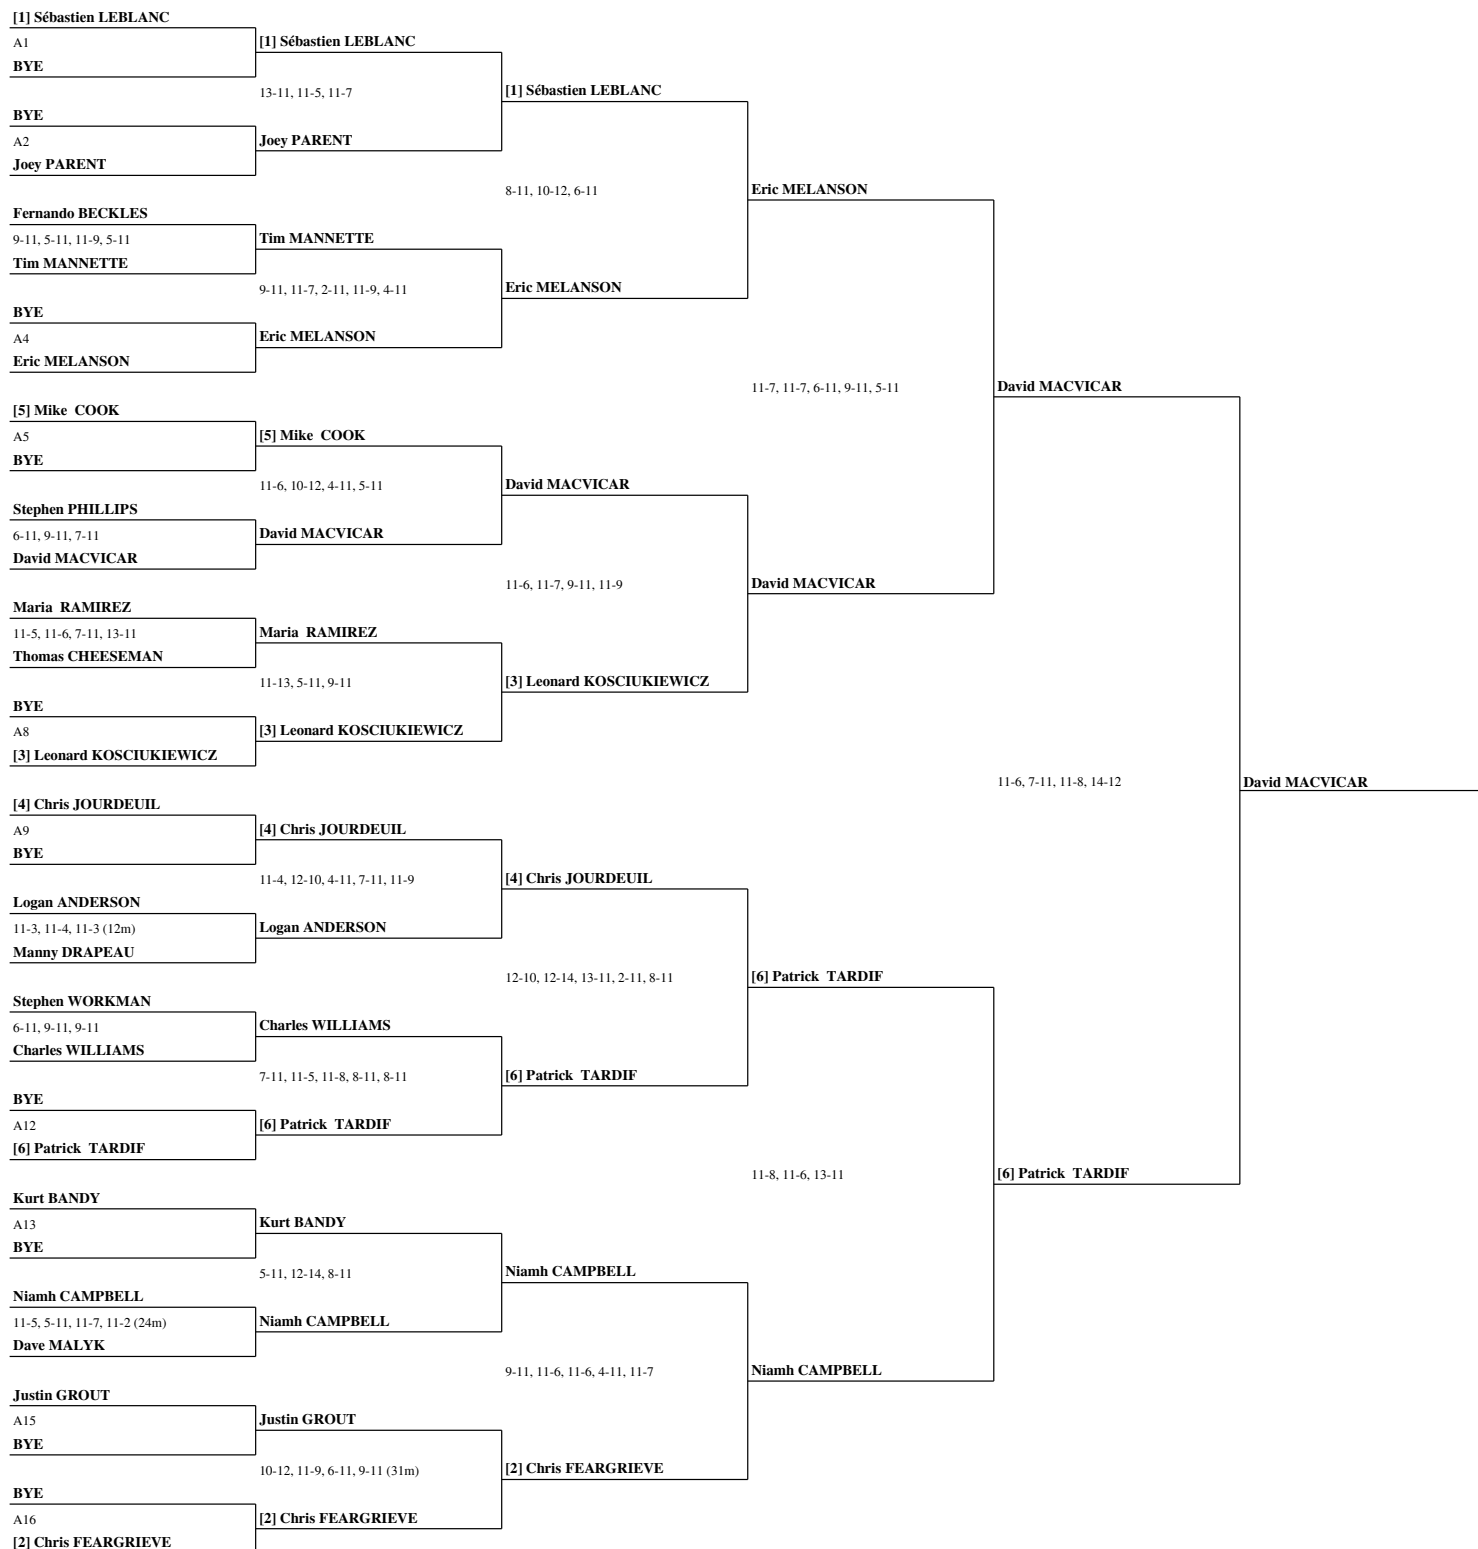 [1] Sébastien LEBLANC
A1
BYE
BYE
A2
Joey PARENT
Fernando BECKLES
9-11, 5-11, 11-9, 5-11
Tim MANNETTE
BYE
A4
Eric MELANSON
[5] Mike  COOK
A5
BYE
Stephen PHILLIPS
6-11, 9-11, 7-11
David MACVICAR
Maria  RAMIREZ
11-5, 11-6, 7-11, 13-11
Thomas CHEESEMAN
BYE
A8
[3] Leonard KOSCIUKIEWICZ
[4] Chris JOURDEUIL
A9
BYE
Logan ANDERSON
11-3, 11-4, 11-3 (12m)
Manny DRAPEAU
Stephen WORKMAN
6-11, 9-11, 9-11
Charles WILLIAMS
BYE
A12
[6] Patrick  TARDIF
Kurt BANDY
A13
BYE
Niamh CAMPBELL
11-5, 5-11, 11-7, 11-2 (24m)
Dave MALYK
Justin GROUT
A15
BYE
BYE
A16
[2] Chris FEARGRIEVE
[1] Sébastien LEBLANC
13-11, 11-5, 11-7
Joey PARENT
Tim MANNETTE
9-11, 11-7, 2-11, 11-9, 4-11
Eric MELANSON
[5] Mike  COOK
11-6, 10-12, 4-11, 5-11
David MACVICAR
Maria  RAMIREZ
11-13, 5-11, 9-11
[3] Leonard KOSCIUKIEWICZ
[4] Chris JOURDEUIL
11-4, 12-10, 4-11, 7-11, 11-9
Logan ANDERSON
Charles WILLIAMS
7-11, 11-5, 11-8, 8-11, 8-11
[6] Patrick  TARDIF
Kurt BANDY
5-11, 12-14, 8-11
Niamh CAMPBELL
Justin GROUT
10-12, 11-9, 6-11, 9-11 (31m)
[2] Chris FEARGRIEVE
[1] Sébastien LEBLANC
8-11, 10-12, 6-11
Eric MELANSON
David MACVICAR
11-6, 11-7, 9-11, 11-9
[3] Leonard KOSCIUKIEWICZ
[4] Chris JOURDEUIL
12-10, 12-14, 13-11, 2-11, 8-11
[6] Patrick  TARDIF
Niamh CAMPBELL
9-11, 11-6, 11-6, 4-11, 11-7
[2] Chris FEARGRIEVE
Eric MELANSON
11-7, 11-7, 6-11, 9-11, 5-11
David MACVICAR
[6] Patrick  TARDIF
11-8, 11-6, 13-11
Niamh CAMPBELL
David MACVICAR
11-6, 7-11, 11-8, 14-12
[6] Patrick  TARDIF
David MACVICAR